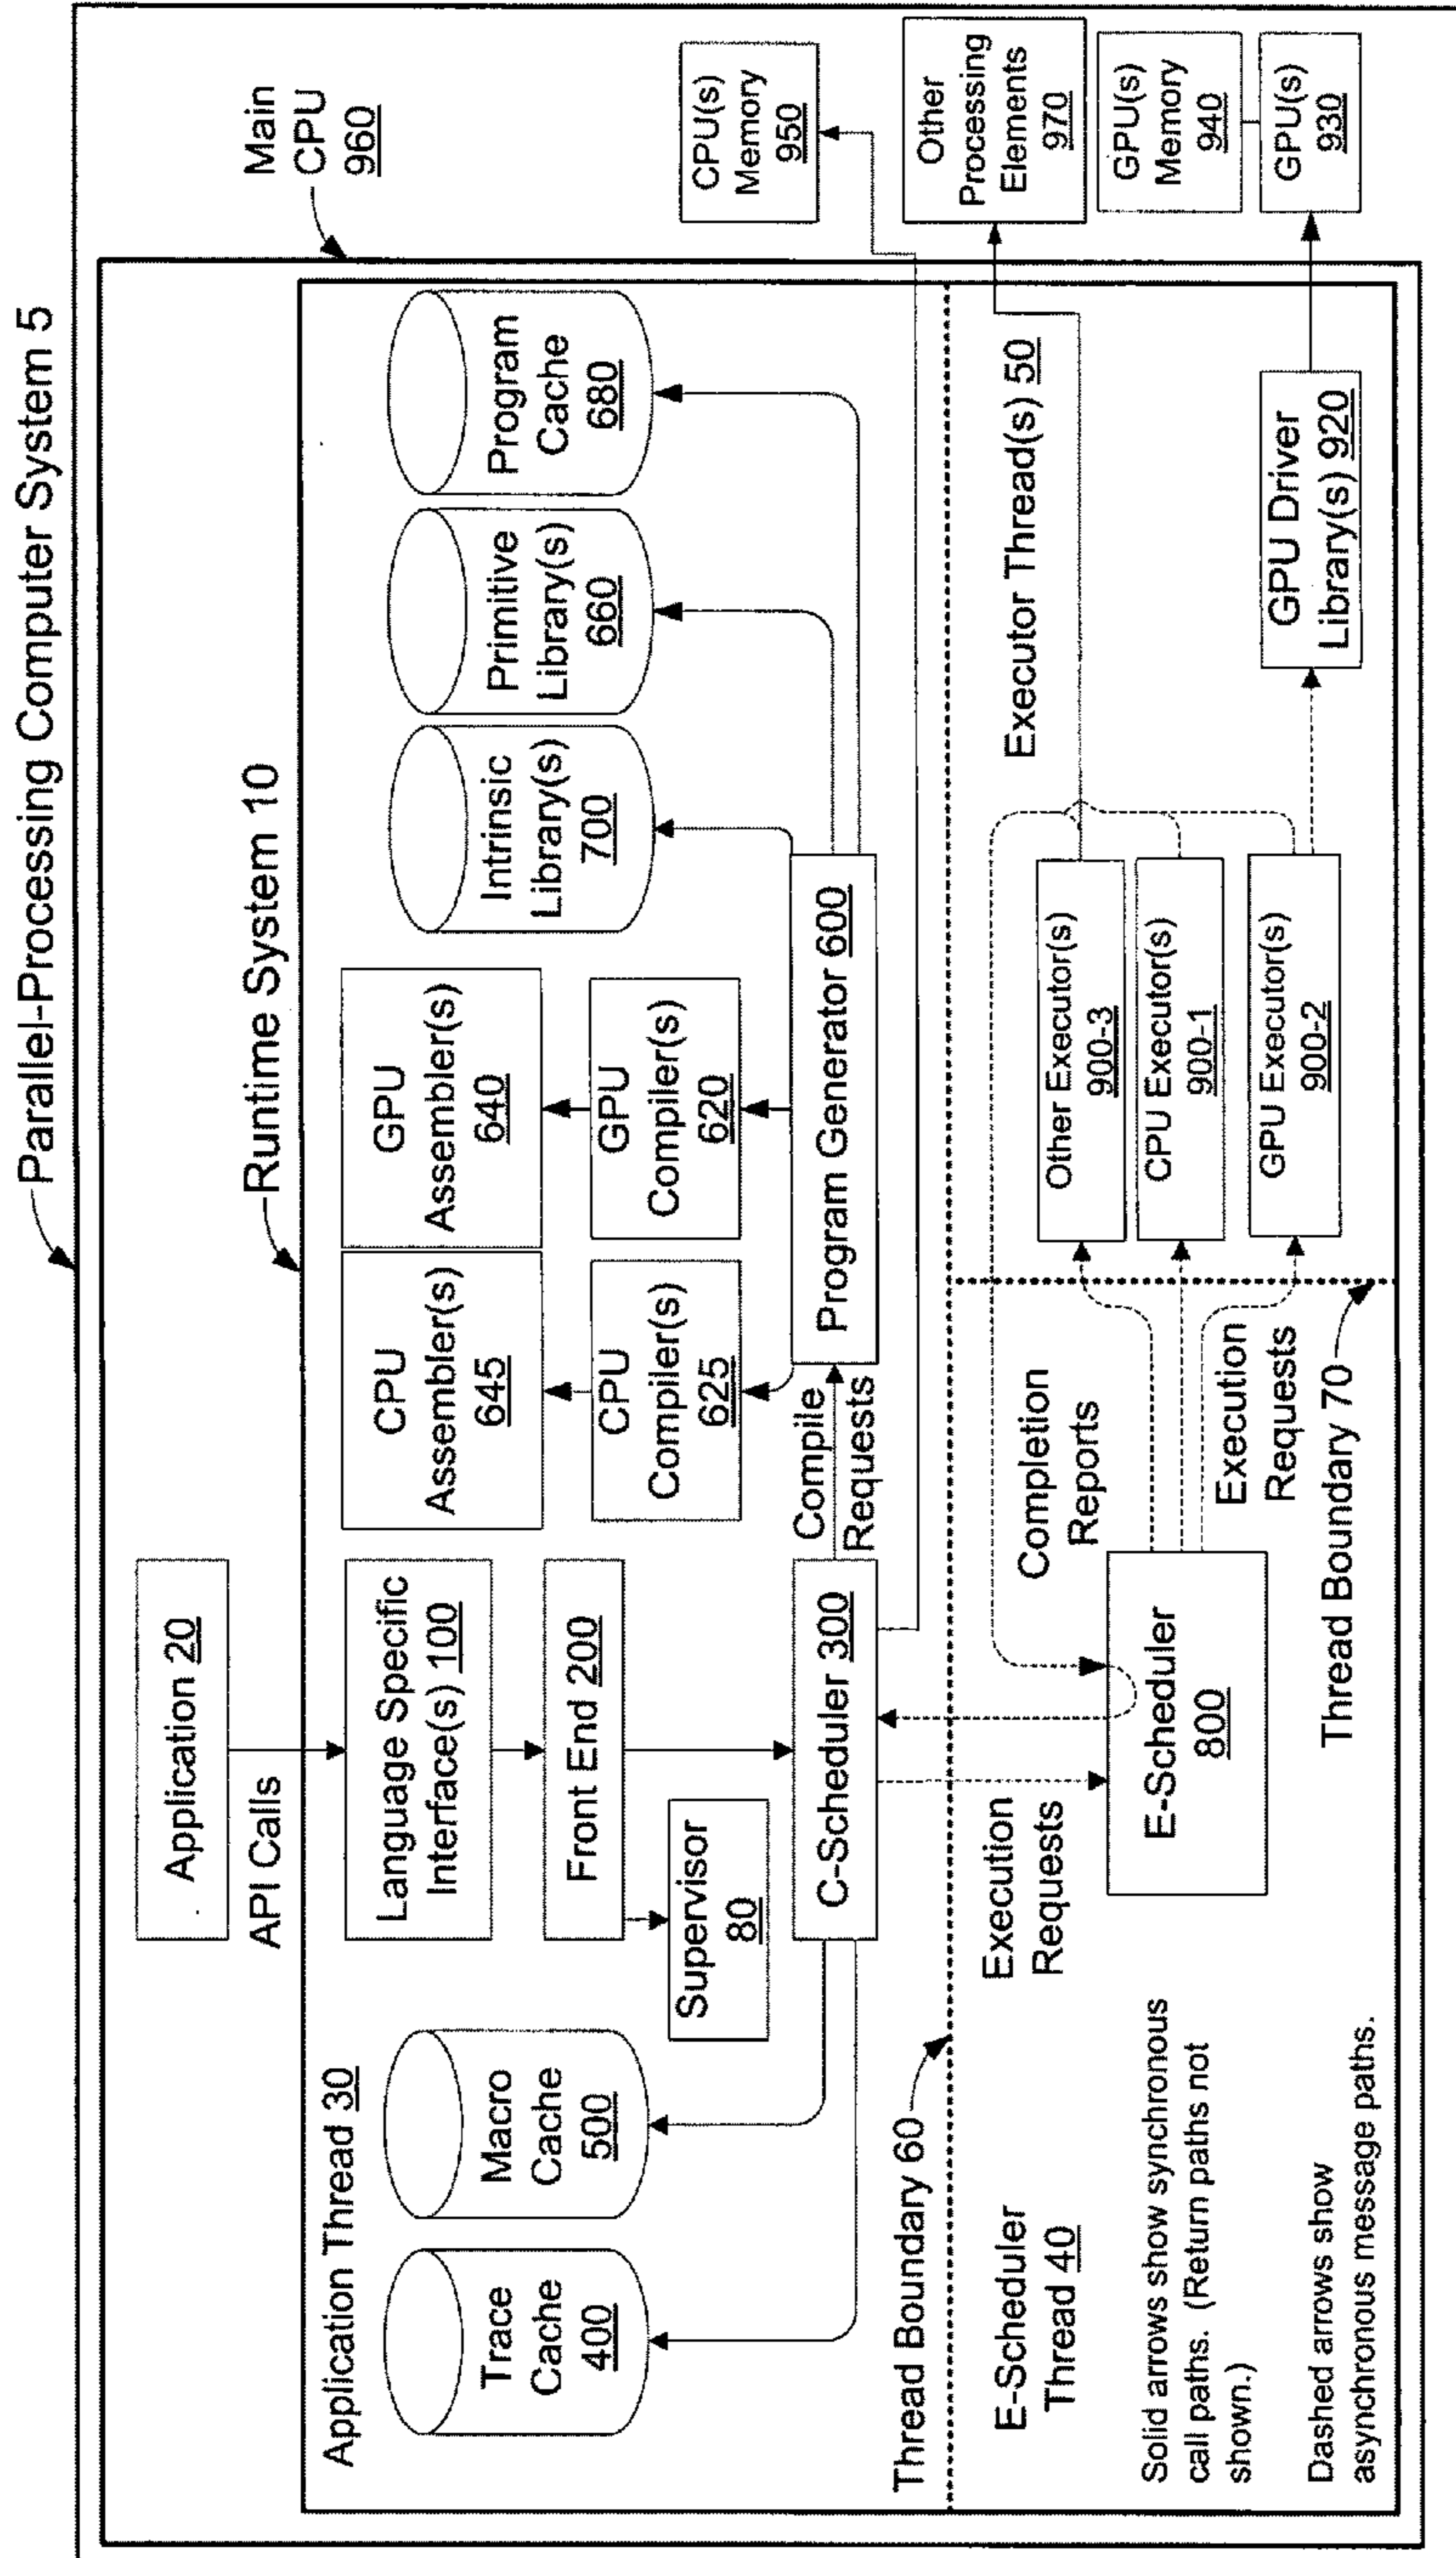 Parallel-Processing Computer System 5
Main
CPU
960
Runtime System 10
Application 20
API Calls
Application Thread 30
Language Specific
Interface(s) 100
Front End 200
Supervisor
80
C-Scheduler 300
Trace
Cache
400
Macro
Cache
500
CPU
Assembler(s)
645
GPU
Assembler(s)
640
CPU
Compiler(s)
625
GPU
Compiler(s)
620
Compile
Requests
Program Generator 600
Intrinsic
Library(s)
700
Primitive
Library(s)
660
Program
Cache
680
CPU(s)
Memory
950
Other
Processing
Elements
970
GPU(s)
Memory
940
GPU(s)
930
Thread Boundary 60
E-Scheduler
Thread 40
Execution
Requests
E-Scheduler
800
Completion
Reports
Execution
Requests
Thread Boundary 70
Executor Thread(s) 50
Other Executor(s)
900-3
CPU Executor(s)
900-1
GPU Executor(s)
900-2
GPU Driver
Library(s) 920
Solid arrows show synchronous
call paths. (Return paths not
shown.)
Dashed arrows show
asynchronous message paths.